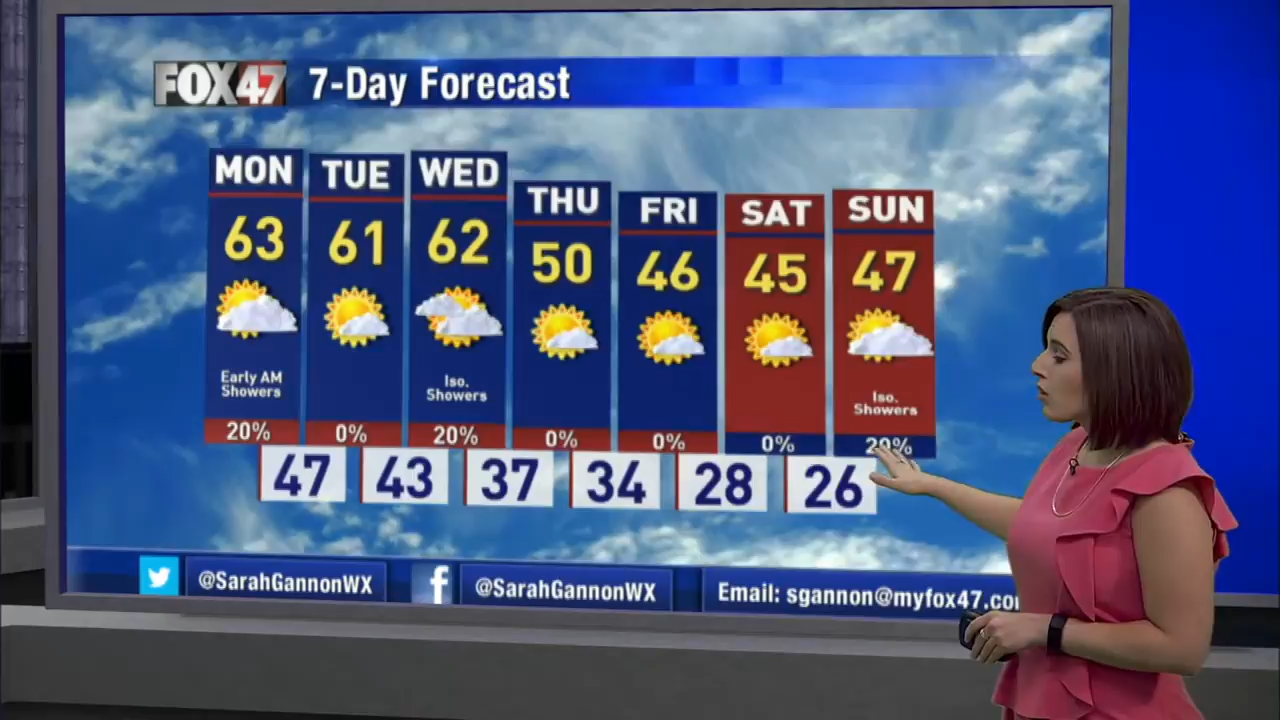 FOX47 7-Day Forecast
MON TUE WED THU FRI SAT SUN
63 61 62 50 46 45 47
Early AM
Showers
Iso.
Showers
Iso.
Showers
20% 0% 20% 0% 0% 0% 20%
47 43 37 34 28 26
@SarahGannonWX
f @SarahGannonWX
Email: sgannon@myfox47.co